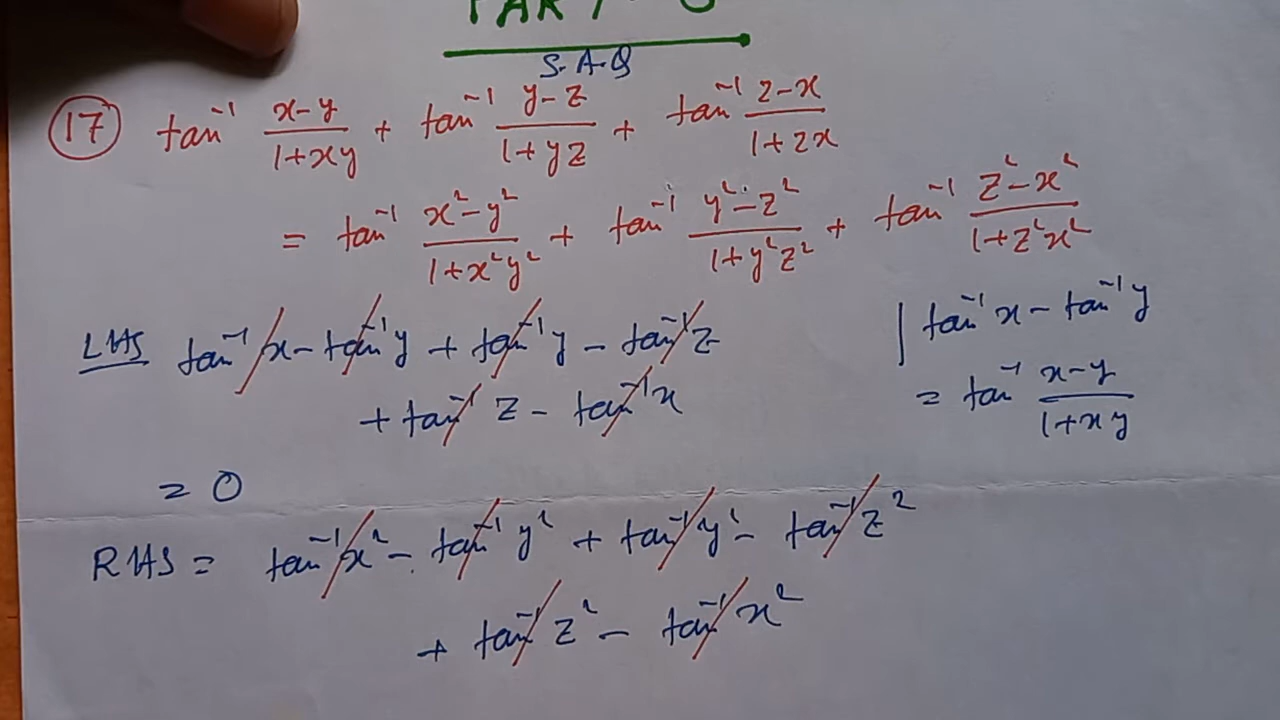 PART-
S.A.Q
(17) tan⁻¹ (x-y)/(1+xy) + tan⁻¹ (y-z)/(1+yz) + tan⁻¹ (z-x)/(1+zx)
= tan⁻¹ (x²-y²)/(1+x²y²) + tan⁻¹ (y²-z²)/(1+y²z²) + tan⁻¹ (z²-x²)/(1+z²x²)
LHS tan⁻¹x - tan⁻¹y + tan⁻¹y - tan⁻¹z
+ tan⁻¹z - tan⁻¹x
= 0
| tan⁻¹x - tan⁻¹y
= tan⁻¹ (x-y)/(1+xy)
RHS = tan⁻¹x² - tan⁻¹y² + tan⁻¹y² - tan⁻¹z²
+ tan⁻¹z² - tan⁻¹x²